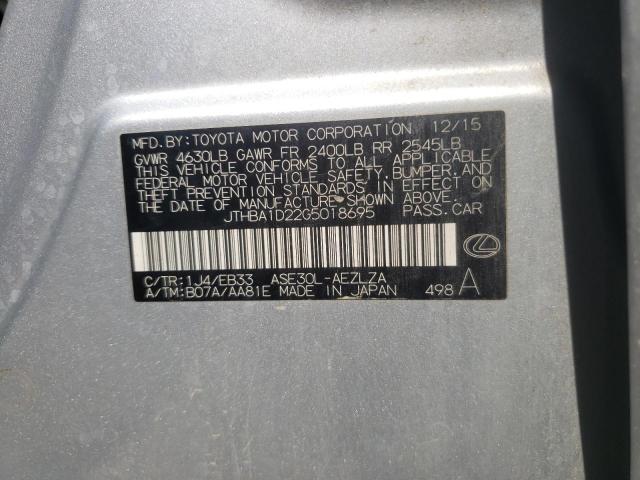 MFD.BY:TOYOTA MOTOR CORPORATION 12/15
GVWR 4630LB GAWR FR 2400LB RR 2545LB
THIS VEHICLE CONFORMS TO ALL APPLICABLE
FEDERAL MOTOR VEHICLE SAFETY,BUMPER,AND
THEFT PREVENTION STANDARDS IN EFFECT ON
THE DATE OF MANUFACTURE SHOWN ABOVE.
JTHBA1D22G5018695 PASS.CAR
C/TR:1J4/EB33 ASE30L-AEZLZA
A/TM:B07A/AA81E MADE IN JAPAN 498 A